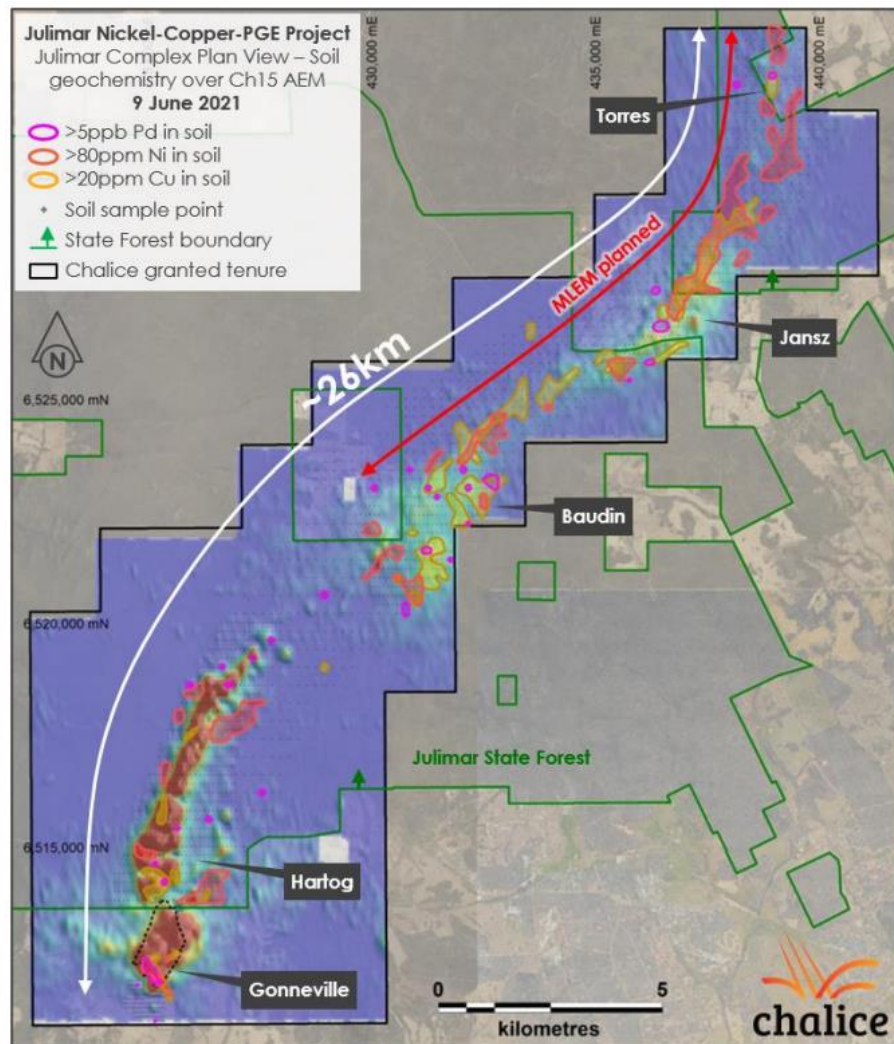 Julimar Nickel-Copper-PGE Project
Julimar Complex Plan View – Soil
geochemistry over Ch15 AEM
9 June 2021
>5ppb Pd in soil
>80ppm Ni in soil
>20ppm Cu in soil
Soil sample point
State Forest boundary
Chalice granted tenure
430,000 mE
435,000 mE
440,000 mE
Torres
MLEM planned
Jansz
~26km
N
6,525,000 mN
Baudin
6,520,000 mN
Julimar State Forest
6,515,000 mN
Hartog
Gonneville
0 5
kilometres
chalice